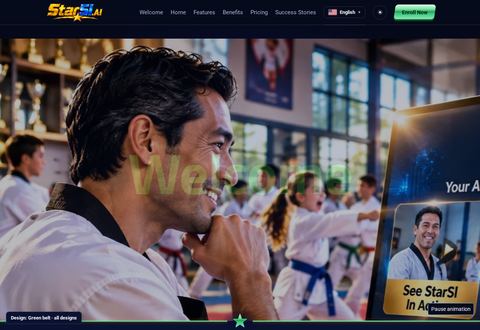 StarSI.AI
Welcome Home Features Benefits Pricing Success Stories English Enroll Now
Welcome
Your A
See StarSI
In Ac
Pause animation
Design: Green belt - all designs